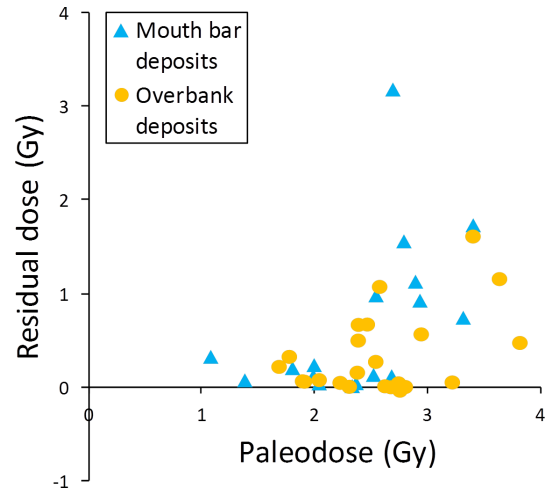 4
3
2
1
0
-1
0
1
2
3
4
Mouth bar
deposits
Overbank
deposits
Residual dose (Gy)
Paleodose (Gy)